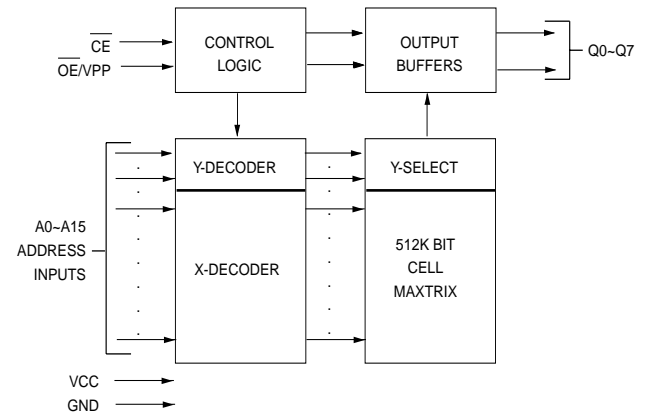 CE
OE/VPP
CONTROL
LOGIC
OUTPUT
BUFFERS
Q0~Q7
Y-DECODER
Y-SELECT
A0~A15
ADDRESS
INPUTS
X-DECODER
512K BIT
CELL
MAXTRIX
VCC
GND